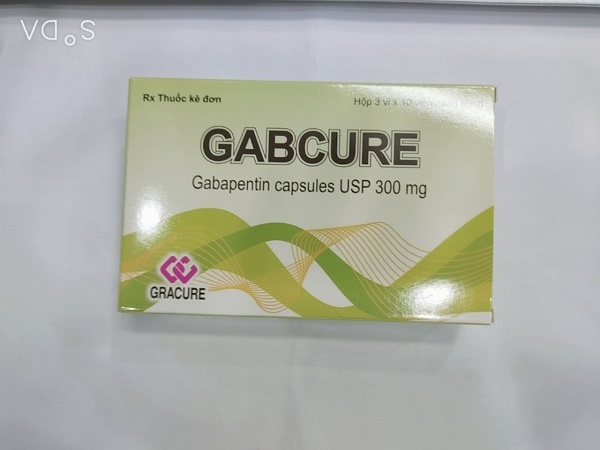 VD.S
Rx Thuốc kê đơn
Hộp 3 vỉ x 10
GABCURE
Gabapentin capsules USP 300 mg
GRACURE